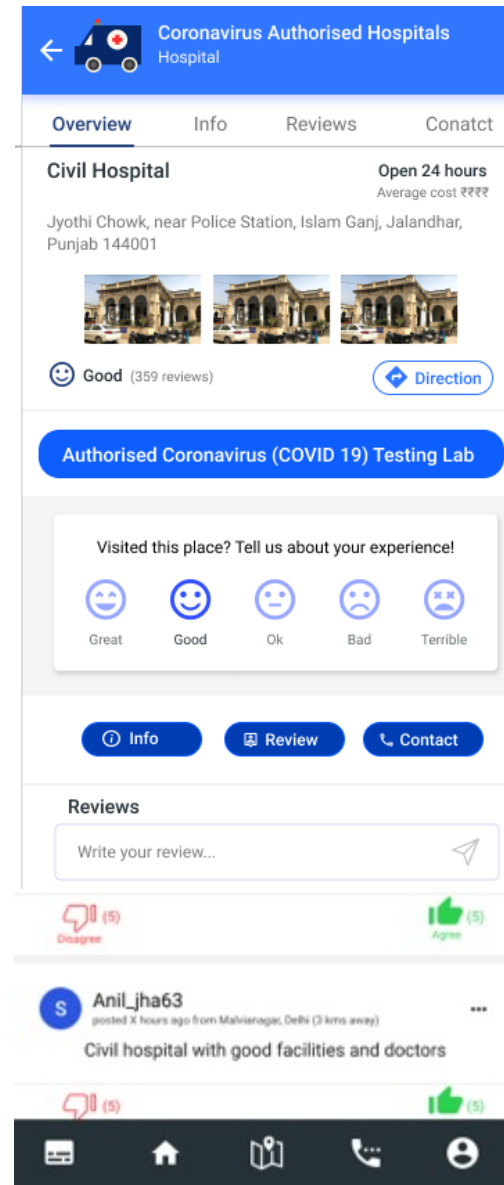 Coronavirus Authorised Hospitals
Hospital
Overview Info Reviews Conatct
Civil Hospital Open 24 hours
Average cost ₹₹₹₹
Jyothi Chowk, near Police Station, Islam Ganj, Jalandhar,
Punjab 144001
Good (359 reviews) Direction
Authorised Coronavirus (COVID 19) Testing Lab
Visited this place? Tell us about your experience!
Great Good Ok Bad Terrible
Info Review Contact
Reviews
Write your review...
(5) (5)
Disagree Agree
S Anil_jha63
posted X hours ago from Malvianagar, Delhi (3 kms away)
Civil hospital with good facilities and doctors
(5) (5)